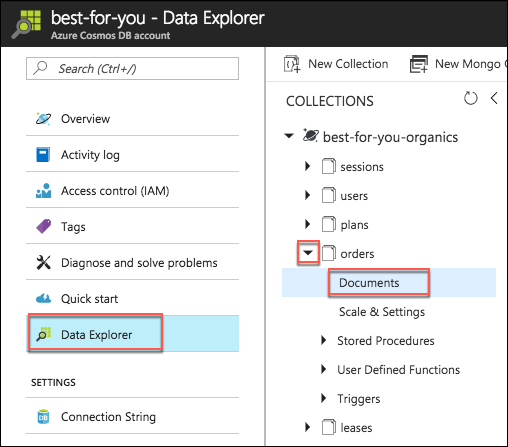 best-for-you - Data Explorer
Azure Cosmos DB account
Search (Ctrl+/)
Overview
Activity log
Access control (IAM)
Tags
Diagnose and solve problems
Quick start
Data Explorer
SETTINGS
Connection String
New Collection
New Mongo
COLLECTIONS
best-for-you-organics
sessions
users
plans
orders
Documents
Scale & Settings
Stored Procedures
User Defined Functions
Triggers
leases